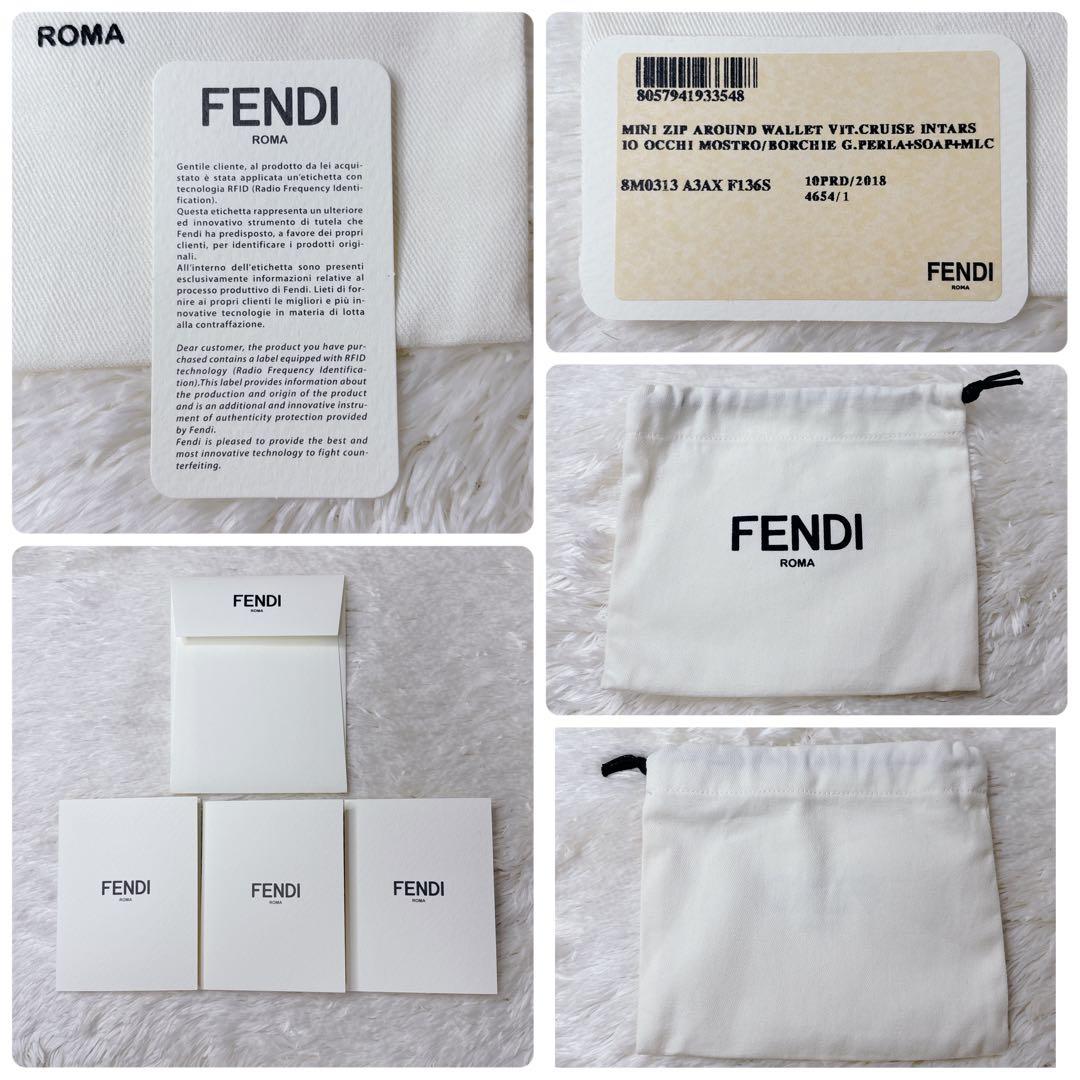 ROMA
FENDI
ROMA
Gentile cliente, al prodotto da lei acqui-
stato è stata applicata un'etichetta con
tecnologia RFID (Radio Frequency Identi-
fication).
Questa etichetta rappresenta un ulteriore
ed innovativo strumento di tutela che
Fendi ha predisposto, a favore dei propri
clienti, per identificare i prodotti origi-
nali.
All'interno dell'etichetta sono presenti
esclusivamente informazioni relative al
processo produttivo di Fendi. Lieti di for-
nire ai propri clienti le migliori e più in-
novative tecnologie in materia di lotta
alla contraffazione.
Dear customer, the product you have pur-
chased contains a label equipped with RFID
technology (Radio Frequency Identifica-
tion).This label provides information about
the production and origin of the product
and is an additional and innovative instru-
ment of authenticity protection provided
by Fendi.
Fendi is pleased to provide the best and
most innovative technology to fight coun-
terfeiting.
8057941933548
MINI ZIP AROUND WALLET VIT.CRUISE INTARS
IO OCCHI MOSTRO/BORCHIE G.PERLA+SOAP+MLC
8M0313 A3AX F136S
10PRD/2018
4654/1
FENDI
ROMA
FENDI
ROMA
FENDI
ROMA
FENDI
ROMA
FENDI
ROMA
FENDI
ROMA